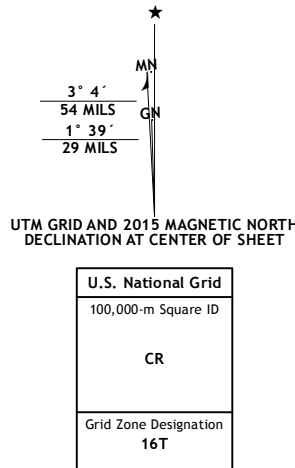 MN
3° 4´
54 MILS
GN
1° 39´
29 MILS
UTM GRID AND 2015 MAGNETIC NORTH
DECLINATION AT CENTER OF SHEET
U.S. National Grid
100,000-m Square ID
CR
Grid Zone Designation
16T